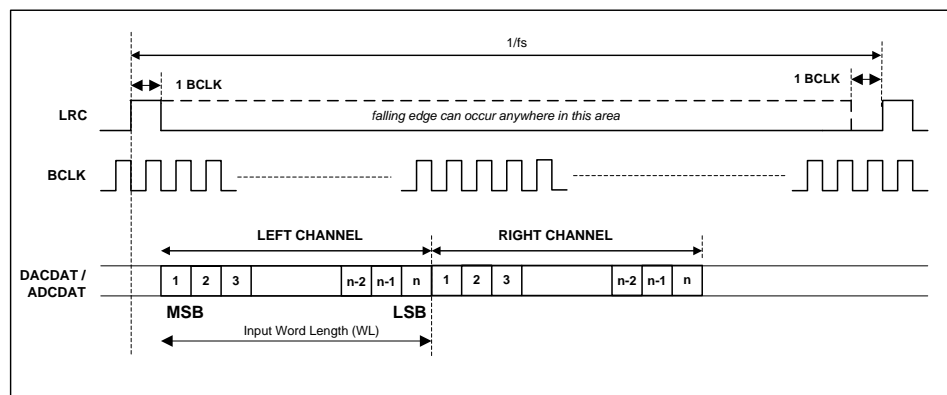 1/fs
1 BCLK
1 BCLK
LRC
falling edge can occur anywhere in this area
BCLK
LEFT CHANNEL
RIGHT CHANNEL
DACDAT /
ADCDAT
1 2 3 n-2 n-1 n 1 2 3 n-2 n-1 n
MSB
LSB
Input Word Length (WL)